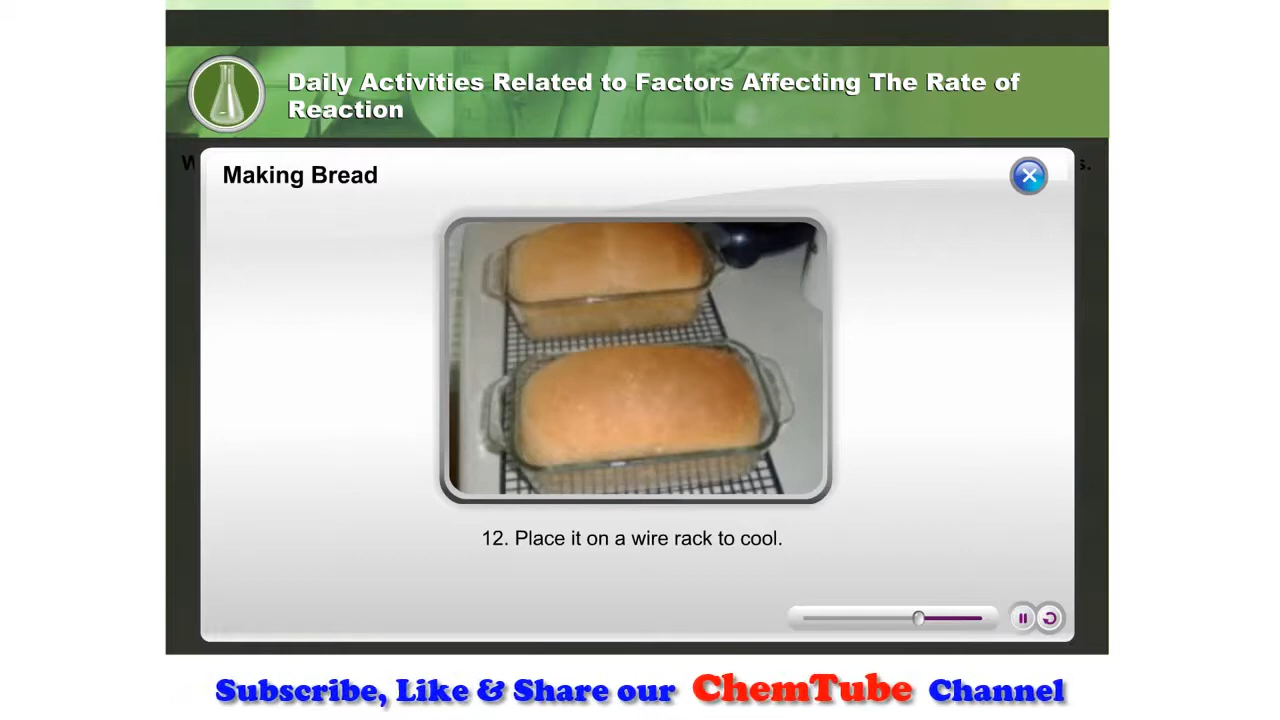 Daily Activities Related to Factors Affecting The Rate of
Reaction
Making Bread
12. Place it on a wire rack to cool.
Subscribe, Like & Share our ChemTube Channel